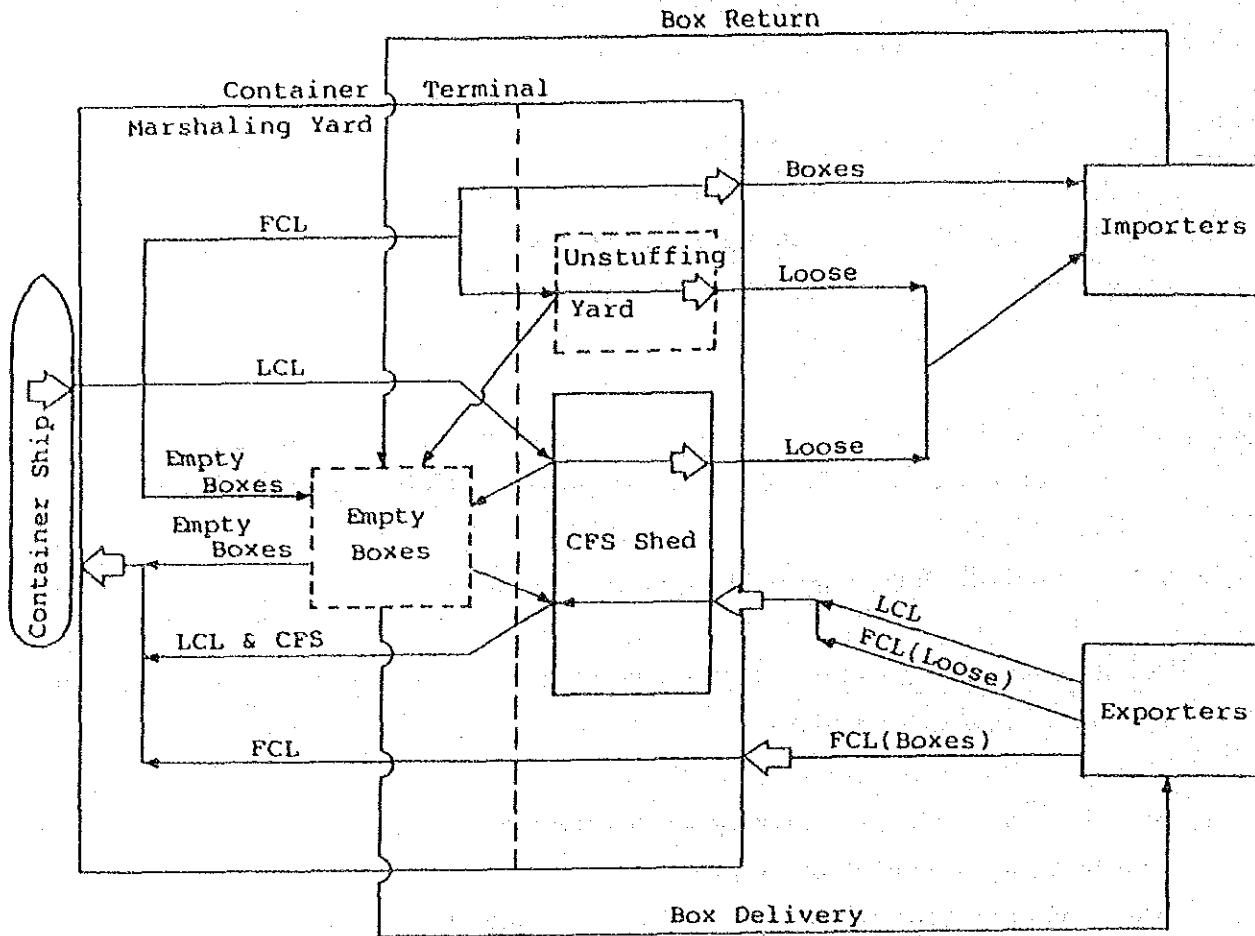 Box Return
Container Terminal
Marshaling Yard
Boxes
FCL
Importers
Unstuffing
Yard
Loose
LCL
Loose
Container Ship
Empty
Boxes
Empty
Boxes
Empty
Boxes
CFS Shed
LCL
FCL(Loose)
LCL & CFS
Exporters
FCL
FCL(Boxes)
Box Delivery